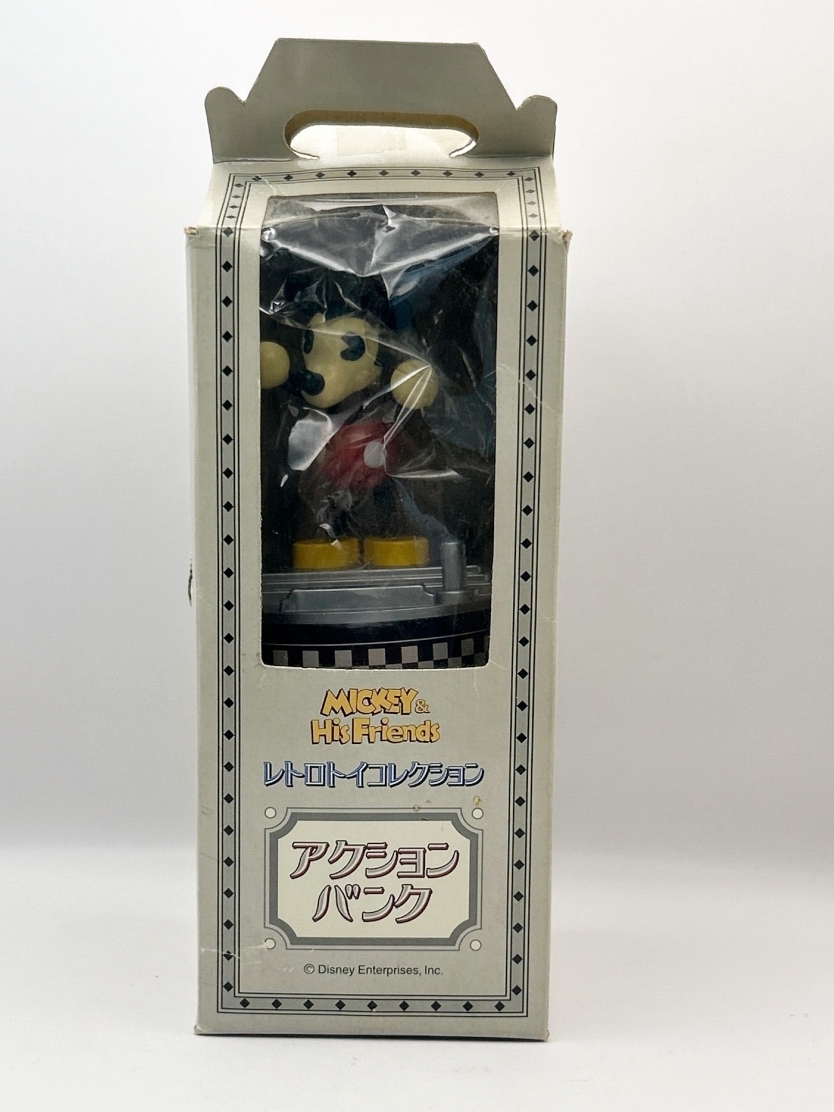 MICKEY &
His Friends
レトロトイコレクション
アクション
バンク
© Disney Enterprises, Inc.